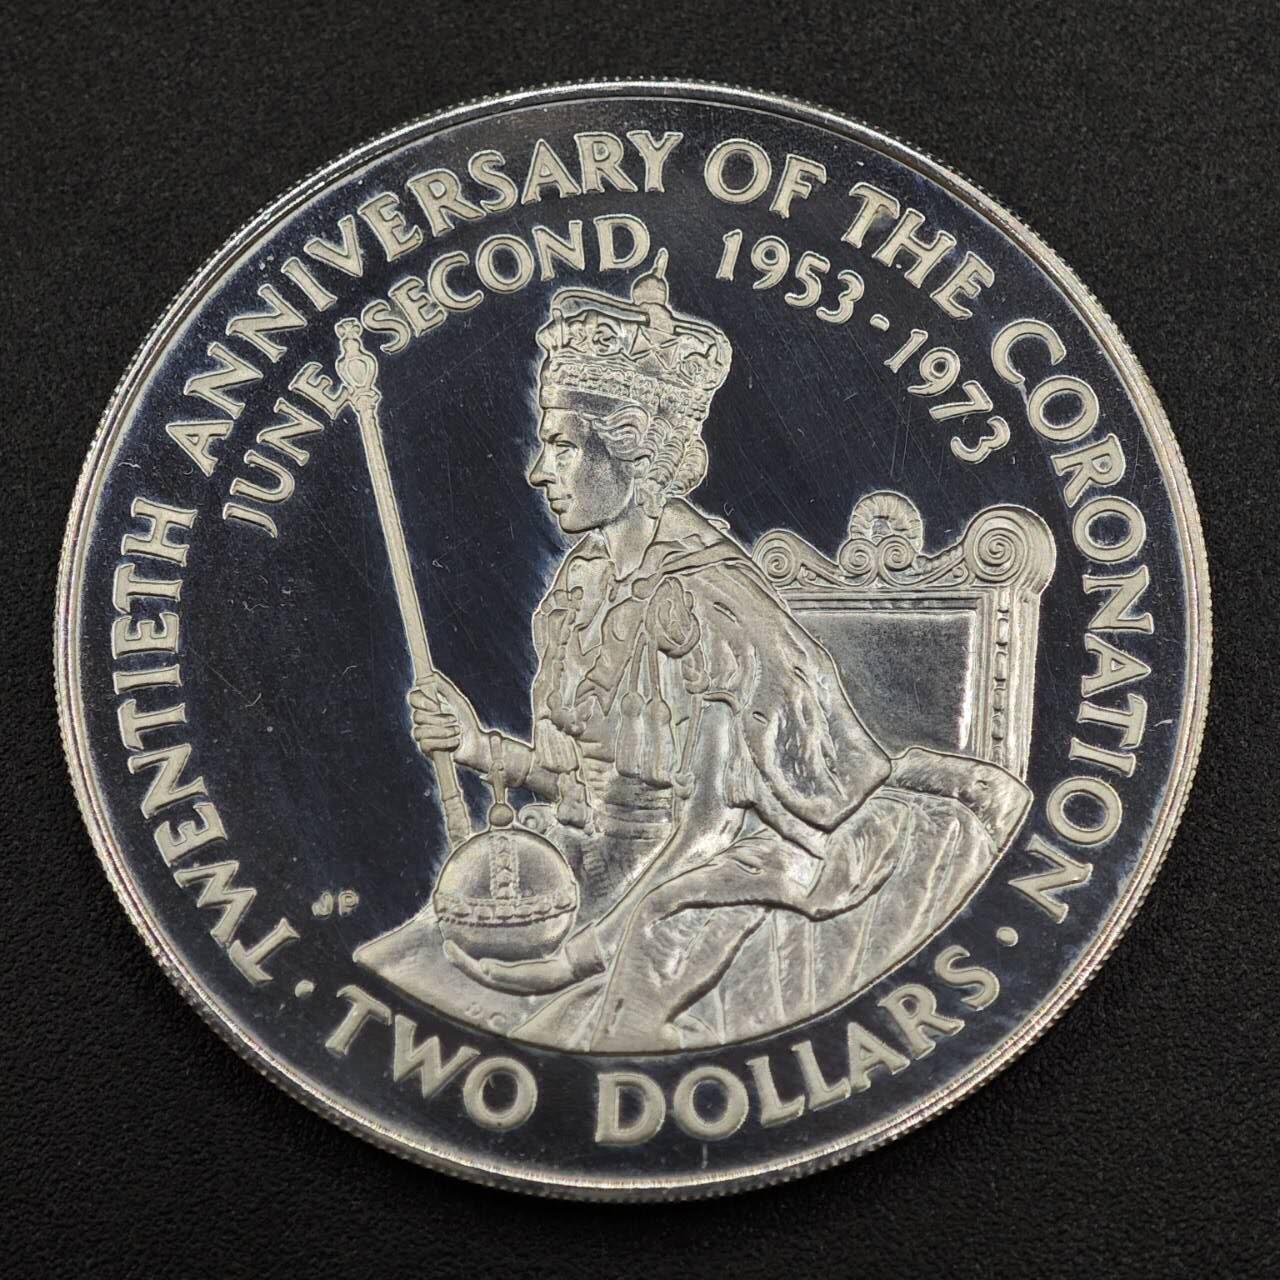 TWENTIETH ANNIVERSARY OF THE CORONATION
JUNE SECOND, 1953-1973
JP
· TWO DOLLARS ·